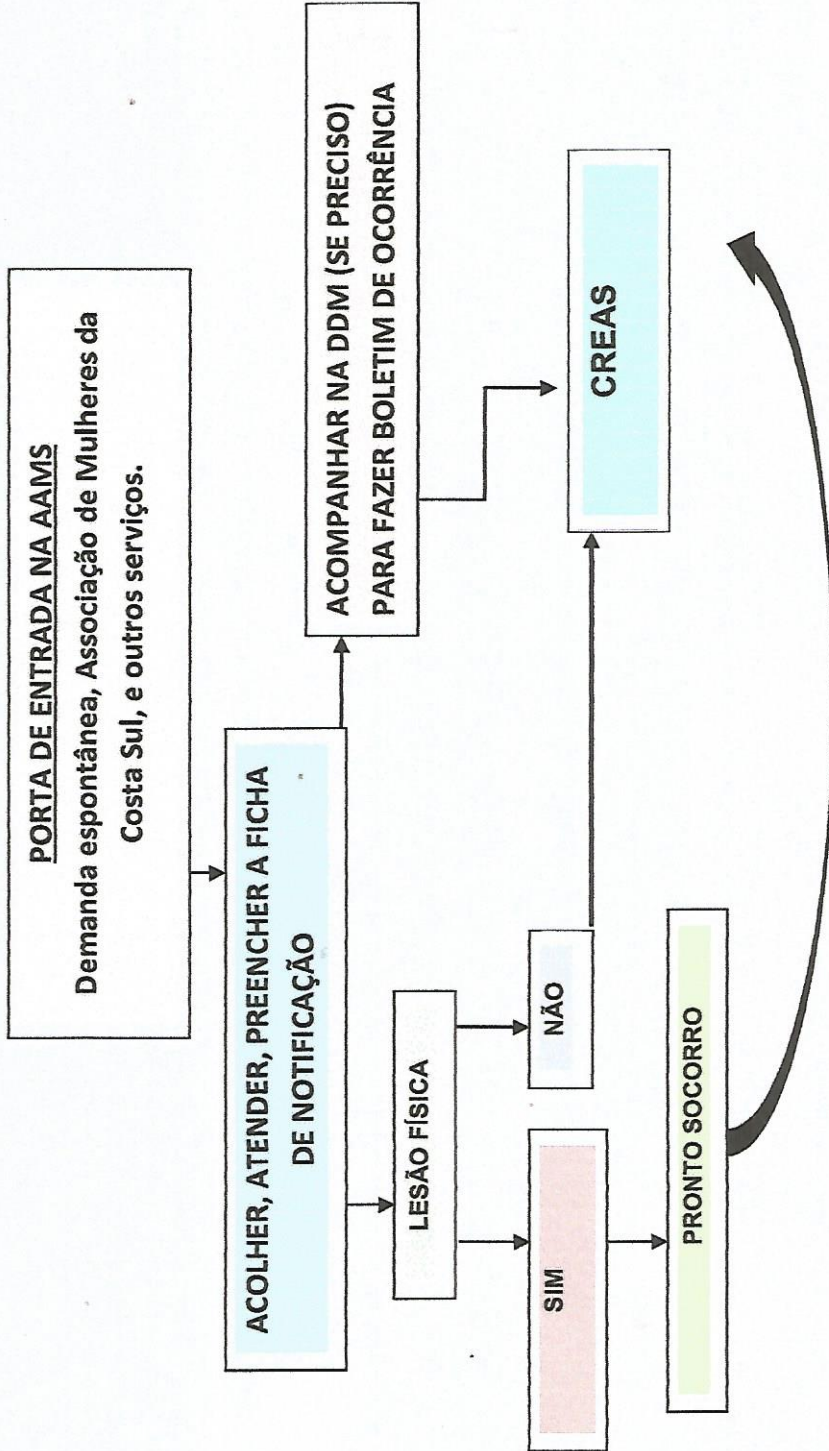 PORTA DE ENTRADA NA AAMS
Demanda espontânea, Associação de Mulheres da
Costa Sul, e outros serviços.
ACOLHER, ATENDER, PREENCHER A FICHA
DE NOTIFICAÇÃO
ACOMPANHAR NA DDM (SE PRECISO)
PARA FAZER BOLETIM DE OCORRÊNCIA
LESÃO FÍSICA
SIM
NÃO
CREAS
PRONTO SOCORRO